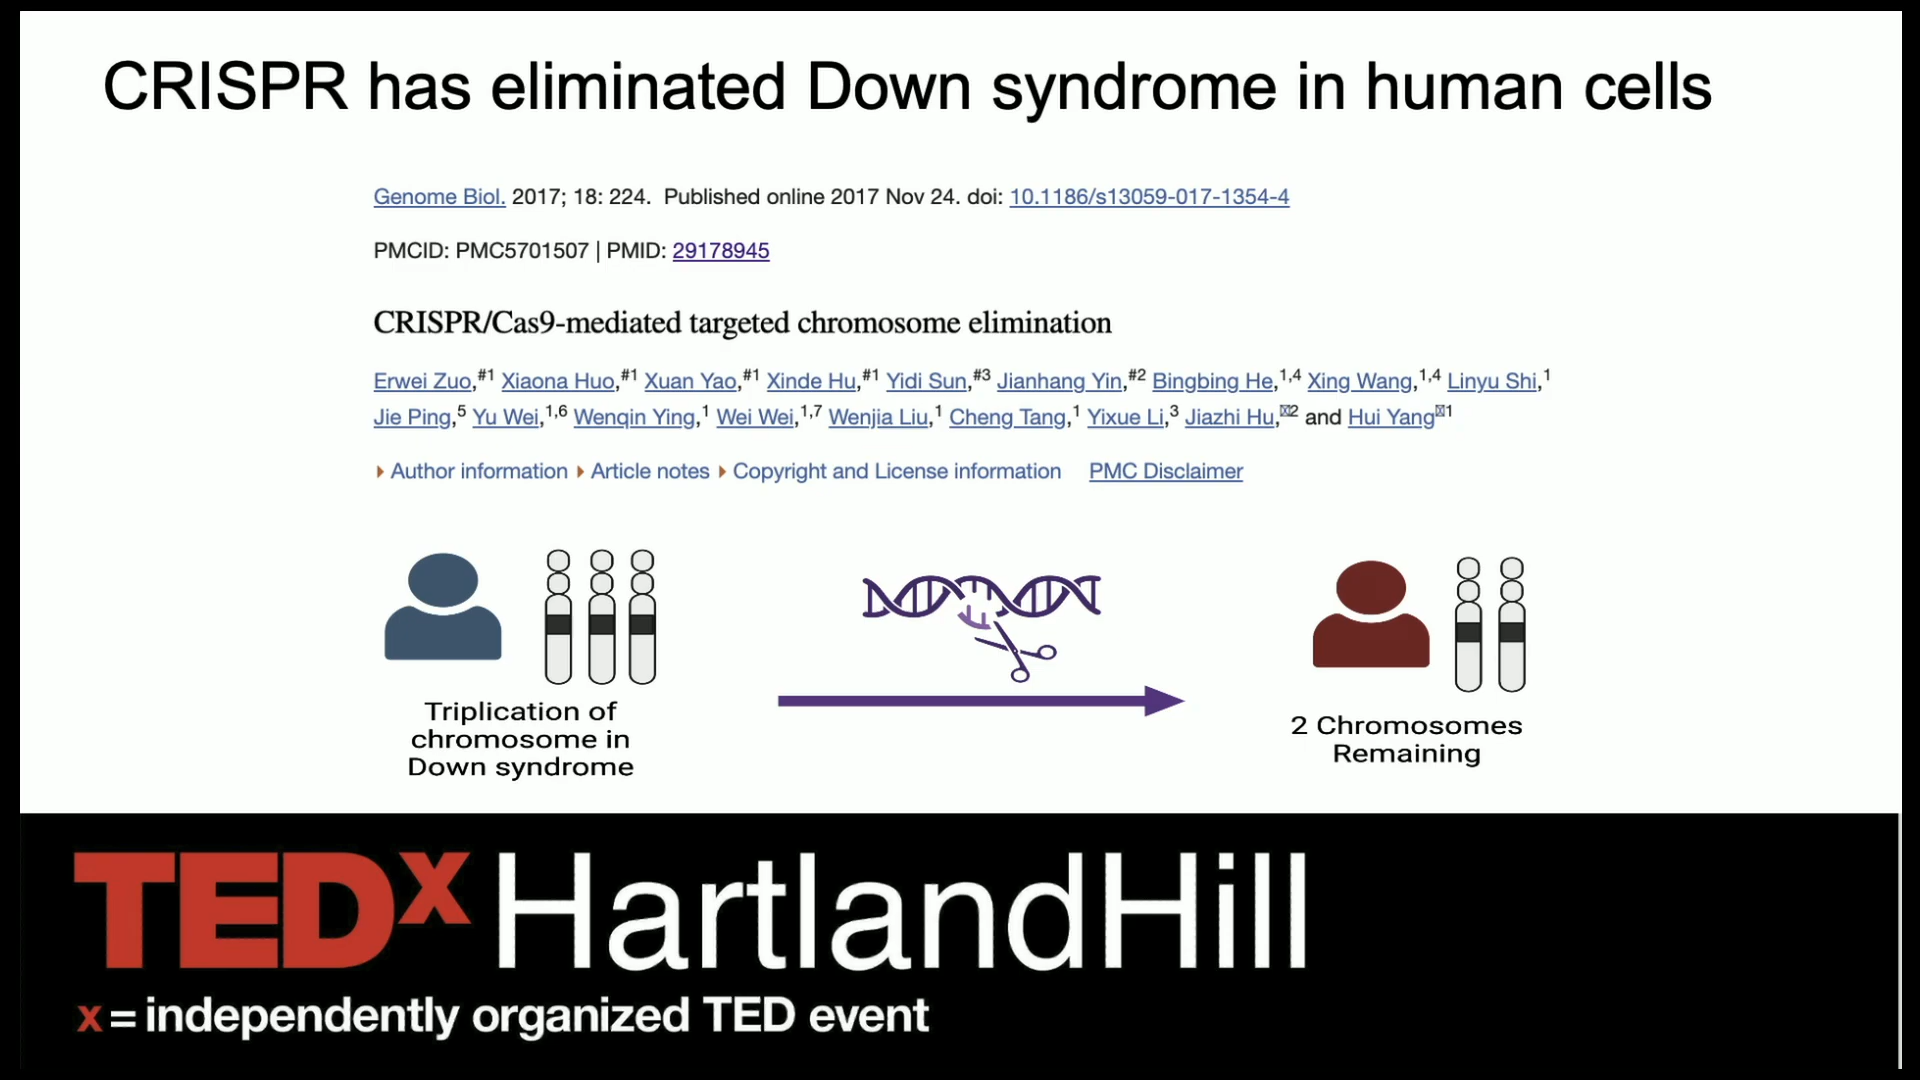 CRISPR has eliminated Down syndrome in human cells
Genome Biol. 2017; 18: 224. Published online 2017 Nov 24. doi: 10.1186/s13059-017-1354-4
PMCID: PMC5701507 | PMID: 29178945
CRISPR/Cas9-mediated targeted chromosome elimination
Erwei Zuo,#1 Xiaona Huo,#1 Xuan Yao,#1 Xinde Hu,#1 Yidi Sun,#3 Jianhang Yin,#2 Bingbing He,1,4 Xing Wang,1,4 Linyu Shi,1
Jie Ping,5 Yu Wei,1,6 Wenqin Ying,1 Wei Wei,1,7 Wenjia Liu,1 Cheng Tang,1 Yixue Li,3 Jiazhi Hu,2 and Hui Yang1
Author information Article notes Copyright and License information PMC Disclaimer
Triplication of
chromosome in
Down syndrome
2 Chromosomes
Remaining
TEDx HartlandHill
x = independently organized TED event